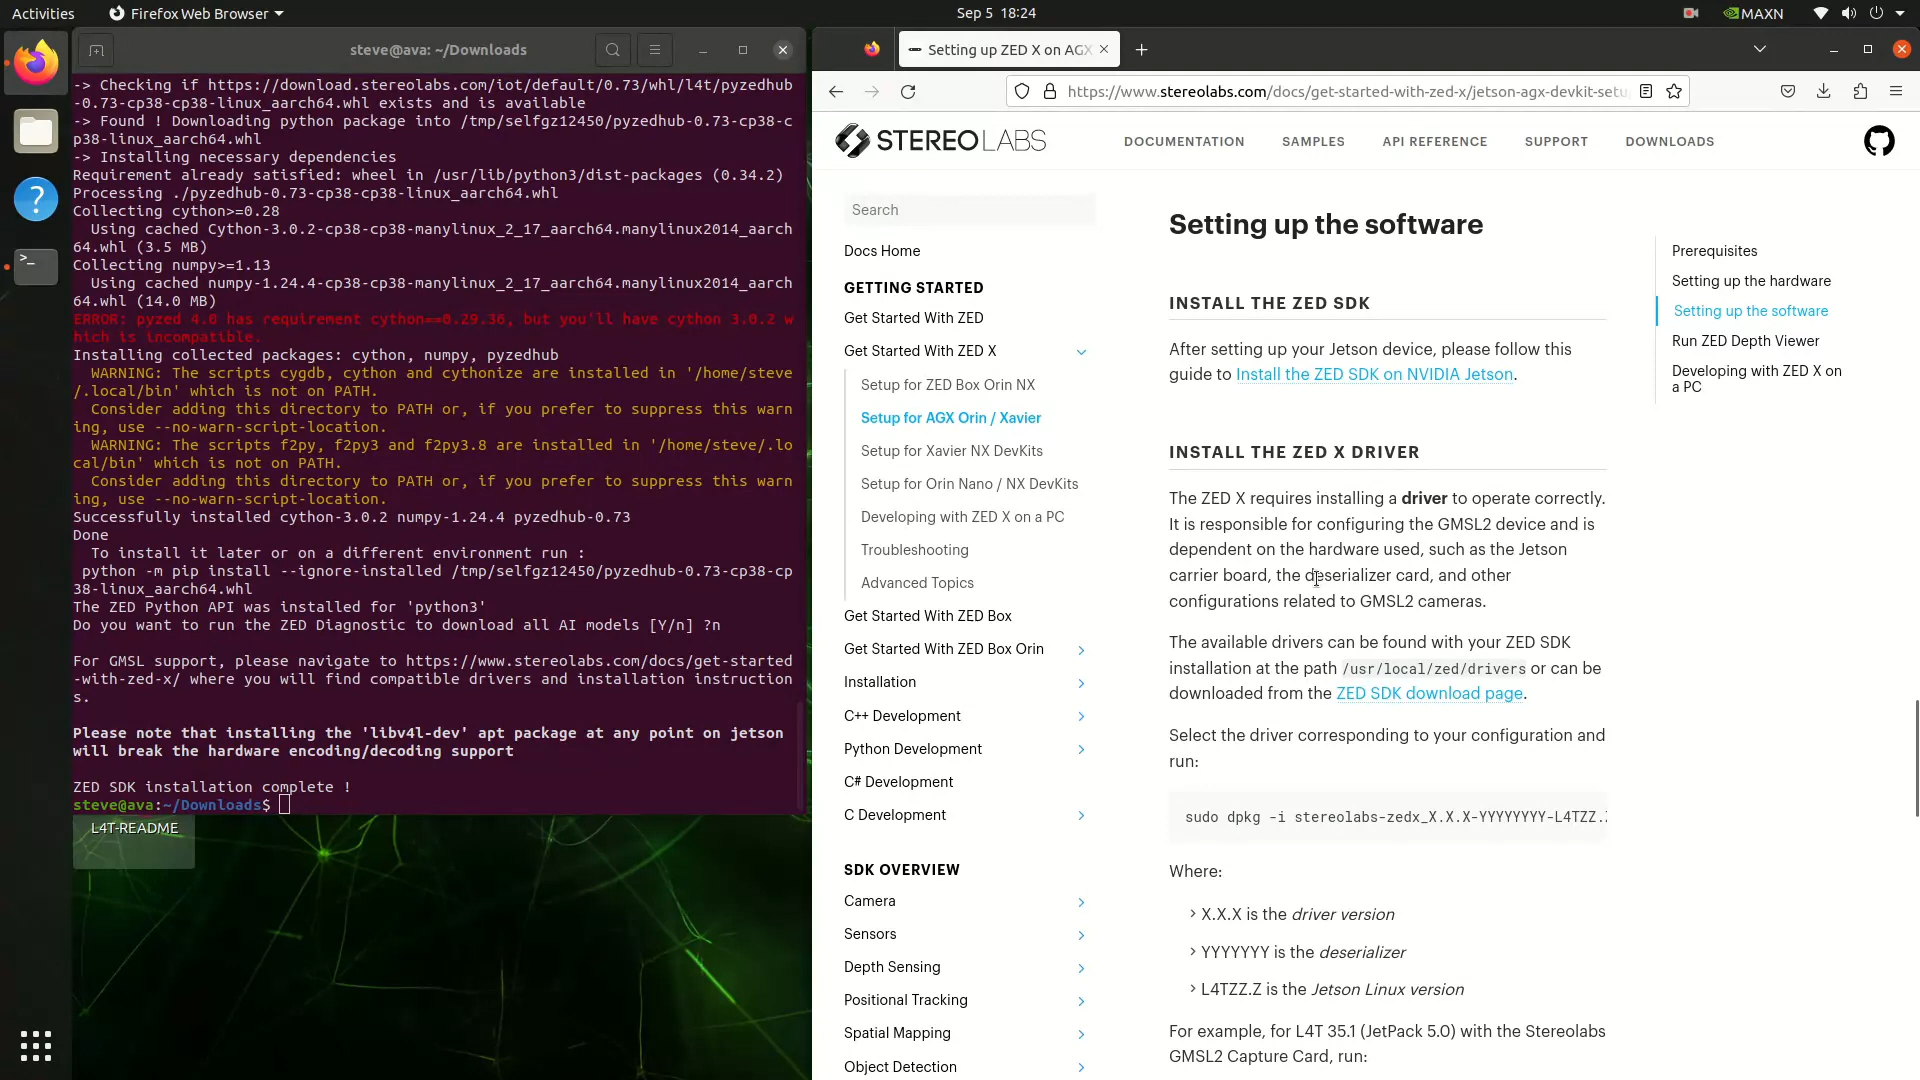 Activities
Firefox Web Browser
Sep 5  18:24
MAXN
steve@ava: ~/Downloads
-> Checking if https://download.stereolabs.com/iot/default/0.73/whl/l4t/pyzedhub
-0.73-cp38-cp38-linux_aarch64.whl exists and is available
-> Found ! Downloading python package into /tmp/selfgz12450/pyzedhub-0.73-cp38-c
p38-linux_aarch64.whl
-> Installing necessary dependencies
Requirement already satisfied: wheel in /usr/lib/python3/dist-packages (0.34.2)
Processing ./pyzedhub-0.73-cp38-cp38-linux_aarch64.whl
Collecting cython>=0.28
  Using cached Cython-3.0.2-cp38-cp38-manylinux_2_17_aarch64.manylinux2014_aarch
64.whl (3.5 MB)
Collecting numpy>=1.13
  Using cached numpy-1.24.4-cp38-cp38-manylinux_2_17_aarch64.manylinux2014_aarch
64.whl (14.0 MB)
ERROR: pyzed 4.0 has requirement cython==0.29.36, but you'll have cython 3.0.2 w
hich is incompatible.
Installing collected packages: cython, numpy, pyzedhub
  WARNING: The scripts cygdb, cython and cythonize are installed in '/home/steve
/.local/bin' which is not on PATH.
  Consider adding this directory to PATH or, if you prefer to suppress this warn
ing, use --no-warn-script-location.
  WARNING: The scripts f2py, f2py3 and f2py3.8 are installed in '/home/steve/.lo
cal/bin' which is not on PATH.
  Consider adding this directory to PATH or, if you prefer to suppress this warn
ing, use --no-warn-script-location.
Successfully installed cython-3.0.2 numpy-1.24.4 pyzedhub-0.73
Done
  To install it later or on a different environment run :
 python -m pip install --ignore-installed /tmp/selfgz12450/pyzedhub-0.73-cp38-cp
38-linux_aarch64.whl
The ZED Python API was installed for 'python3'
Do you want to run the ZED Diagnostic to download all AI models [Y/n] ?n
For GMSL support, please navigate to https://www.stereolabs.com/docs/get-started
-with-zed-x/ where you will find compatible drivers and installation instruction
s.
Please note that installing the 'libv4l-dev' apt package at any point on jetson
will break the hardware encoding/decoding support
ZED SDK installation complete !
steve@ava:~/Downloads$
L4T-README
Setting up ZED X on AGX
https://www.stereolabs.com/docs/get-started-with-zed-x/jetson-agx-devkit-setu
STEREOLABS
DOCUMENTATION
SAMPLES
API REFERENCE
SUPPORT
DOWNLOADS
Search
Docs Home
GETTING STARTED
Get Started With ZED
Get Started With ZED X
Setup for ZED Box Orin NX
Setup for AGX Orin / Xavier
Setup for Xavier NX DevKits
Setup for Orin Nano / NX DevKits
Developing with ZED X on a PC
Troubleshooting
Advanced Topics
Get Started With ZED Box
Get Started With ZED Box Orin
Installation
C++ Development
Python Development
C# Development
C Development
SDK OVERVIEW
Camera
Sensors
Depth Sensing
Positional Tracking
Spatial Mapping
Object Detection
Setting up the software
INSTALL THE ZED SDK
After setting up your Jetson device, please follow this
guide to Install the ZED SDK on NVIDIA Jetson.
INSTALL THE ZED X DRIVER
The ZED X requires installing a driver to operate correctly.
It is responsible for configuring the GMSL2 device and is
dependent on the hardware used, such as the Jetson
carrier board, the deserializer card, and other
configurations related to GMSL2 cameras.
The available drivers can be found with your ZED SDK
installation at the path /usr/local/zed/drivers or can be
downloaded from the ZED SDK download page.
Select the driver corresponding to your configuration and
run:
sudo dpkg -i stereolabs-zedx_X.X.X-YYYYYYYY-L4TZZ.
Where:
X.X.X is the driver version
YYYYYYY is the deserializer
L4TZZ.Z is the Jetson Linux version
For example, for L4T 35.1 (JetPack 5.0) with the Stereolabs
GMSL2 Capture Card, run:
Prerequisites
Setting up the hardware
Setting up the software
Run ZED Depth Viewer
Developing with ZED X on
a PC